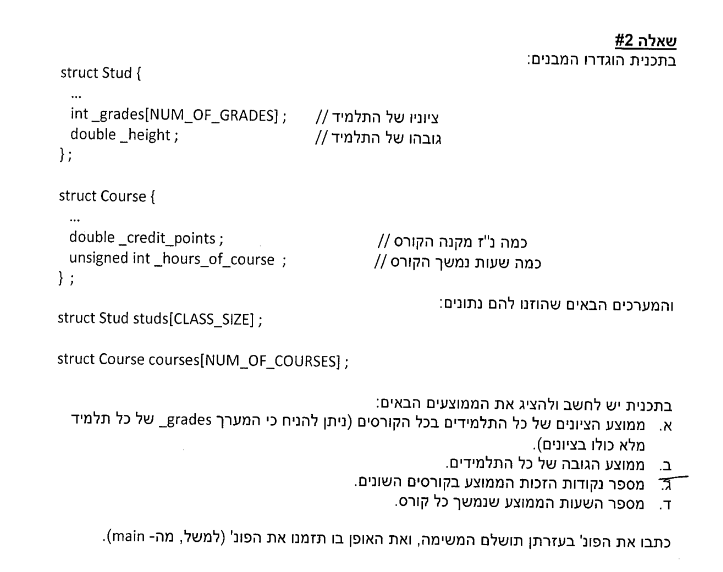 שאלה 2#
בתכנית הוגדרו המבנים:
struct Stud {
...
int _grades[NUM_OF_GRADES] ; // ציוניו של התלמיד
double _height ; // גובהו של התלמיד
} ;
struct Course {
...
double _credit_points ; // כמה נ"ז מקנה הקורס
unsigned int _hours_of_course ; // כמה שעות נמשך הקורס
} ;
והמערכים הבאים שהוזנו להם נתונים:
struct Stud studs[CLASS_SIZE] ;
struct Course courses[NUM_OF_COURSES] ;
בתכנית יש לחשב ולהציג את הממוצעים הבאים:
א. ממוצע הציונים של כל התלמידים בכל הקורסים (ניתן להניח כי המערך _grades של כל תלמיד
מלא כולו בציונים).
ב. ממוצע הגובה של כל התלמידים.
ג. מספר נקודות הזכות הממוצע בקורסים השונים.
ד. מספר השעות הממוצע שנמשך כל קורס.
כתבו את הפונ' בעזרתן תושלם המשימה, ואת האופן בו תזמנו את הפונ' (למשל, מה- main).